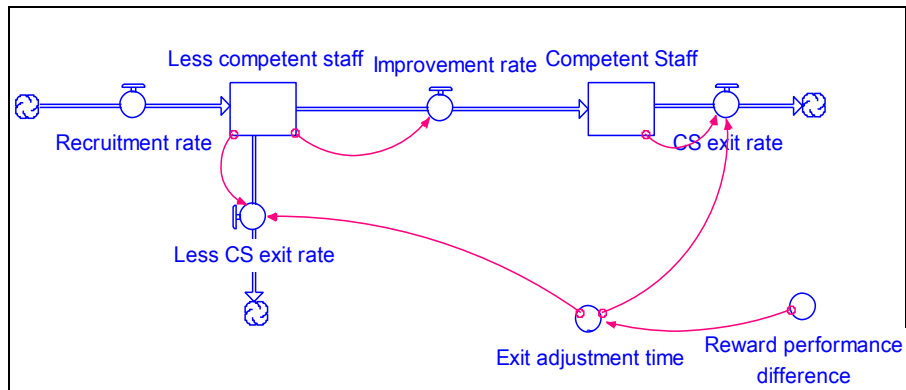 Less competent staff
Improvement rate
Competent Staff
Recruitment rate
CS exit rate
Less CS exit rate
Exit adjustment time
Reward performance
difference